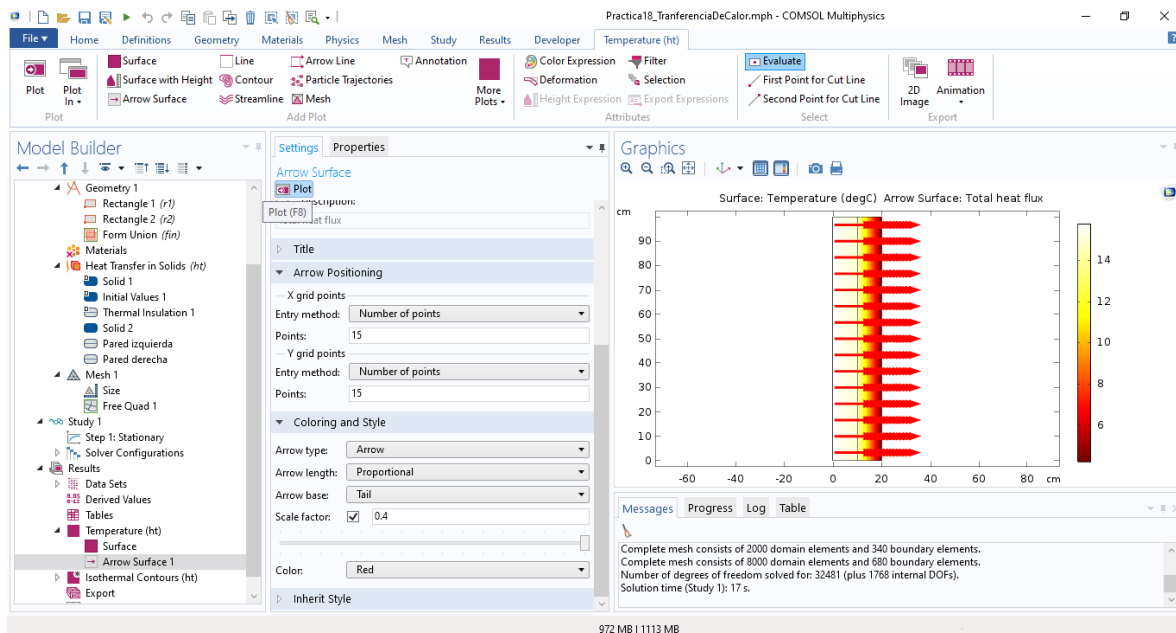 Practica18_TranferenciaDeCalor.mph - COMSOL Multiphysics
File Home Definitions Geometry Materials Physics Mesh Study Results Developer Temperature (ht)
Plot
Plot In
Plot
Surface Line Arrow Line Annotation
Surface with Height Contour Particle Trajectories
Arrow Surface Streamline Mesh
More Plots
Add Plot
Color Expression Filter
Deformation Selection
Height Expression Export Expressions
Attributes
Evaluate
First Point for Cut Line
Second Point for Cut Line
Select
2D Image
Animation
Export
Model Builder
Geometry 1
Rectangle 1 (r1)
Rectangle 2 (r2)
Form Union (fin)
Materials
Heat Transfer in Solids (ht)
Solid 1
Initial Values 1
Thermal Insulation 1
Solid 2
Pared izquierda
Pared derecha
Mesh 1
Size
Free Quad 1
Study 1
Step 1: Stationary
Solver Configurations
Results
Data Sets
Derived Values
Tables
Temperature (ht)
Surface
Arrow Surface 1
Isothermal Contours (ht)
Export
Settings Properties
Arrow Surface
Plot
Description:
Plot (F8)
heat flux
Title
Arrow Positioning
X grid points
Entry method: Number of points
Points: 15
Y grid points
Entry method: Number of points
Points: 15
Coloring and Style
Arrow type: Arrow
Arrow length: Proportional
Arrow base: Tail
Scale factor: 0.4
Color: Red
Inherit Style
Graphics
Surface: Temperature (degC) Arrow Surface: Total heat flux
cm
90
80
70
60
50
40
30
20
10
0
-60 -40 -20 0 20 40 60 80 cm
14
12
10
8
6
Messages Progress Log Table
Complete mesh consists of 2000 domain elements and 340 boundary elements.
Complete mesh consists of 8000 domain elements and 680 boundary elements.
Number of degrees of freedom solved for: 32481 (plus 1768 internal DOFs).
Solution time (Study 1): 17 s.
972 MB | 1113 MB